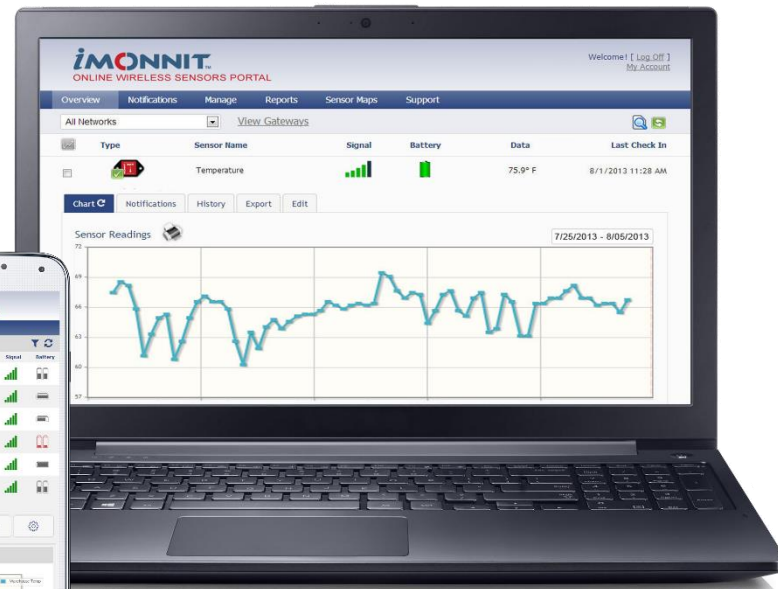 iMONNIT™
ONLINE WIRELESS SENSORS PORTAL
Welcome! [ Log Off ]
My Account
Overview Notifications Manage Reports Sensor Maps Support
All Networks View Gateways
Type Sensor Name Signal Battery Data Last Check In
Temperature 75.9° F 8/1/2013 11:28 AM
Chart Notifications History Export Edit
Sensor Readings 7/25/2013 - 8/05/2013
72
69
66
63
60
57
Signal Battery